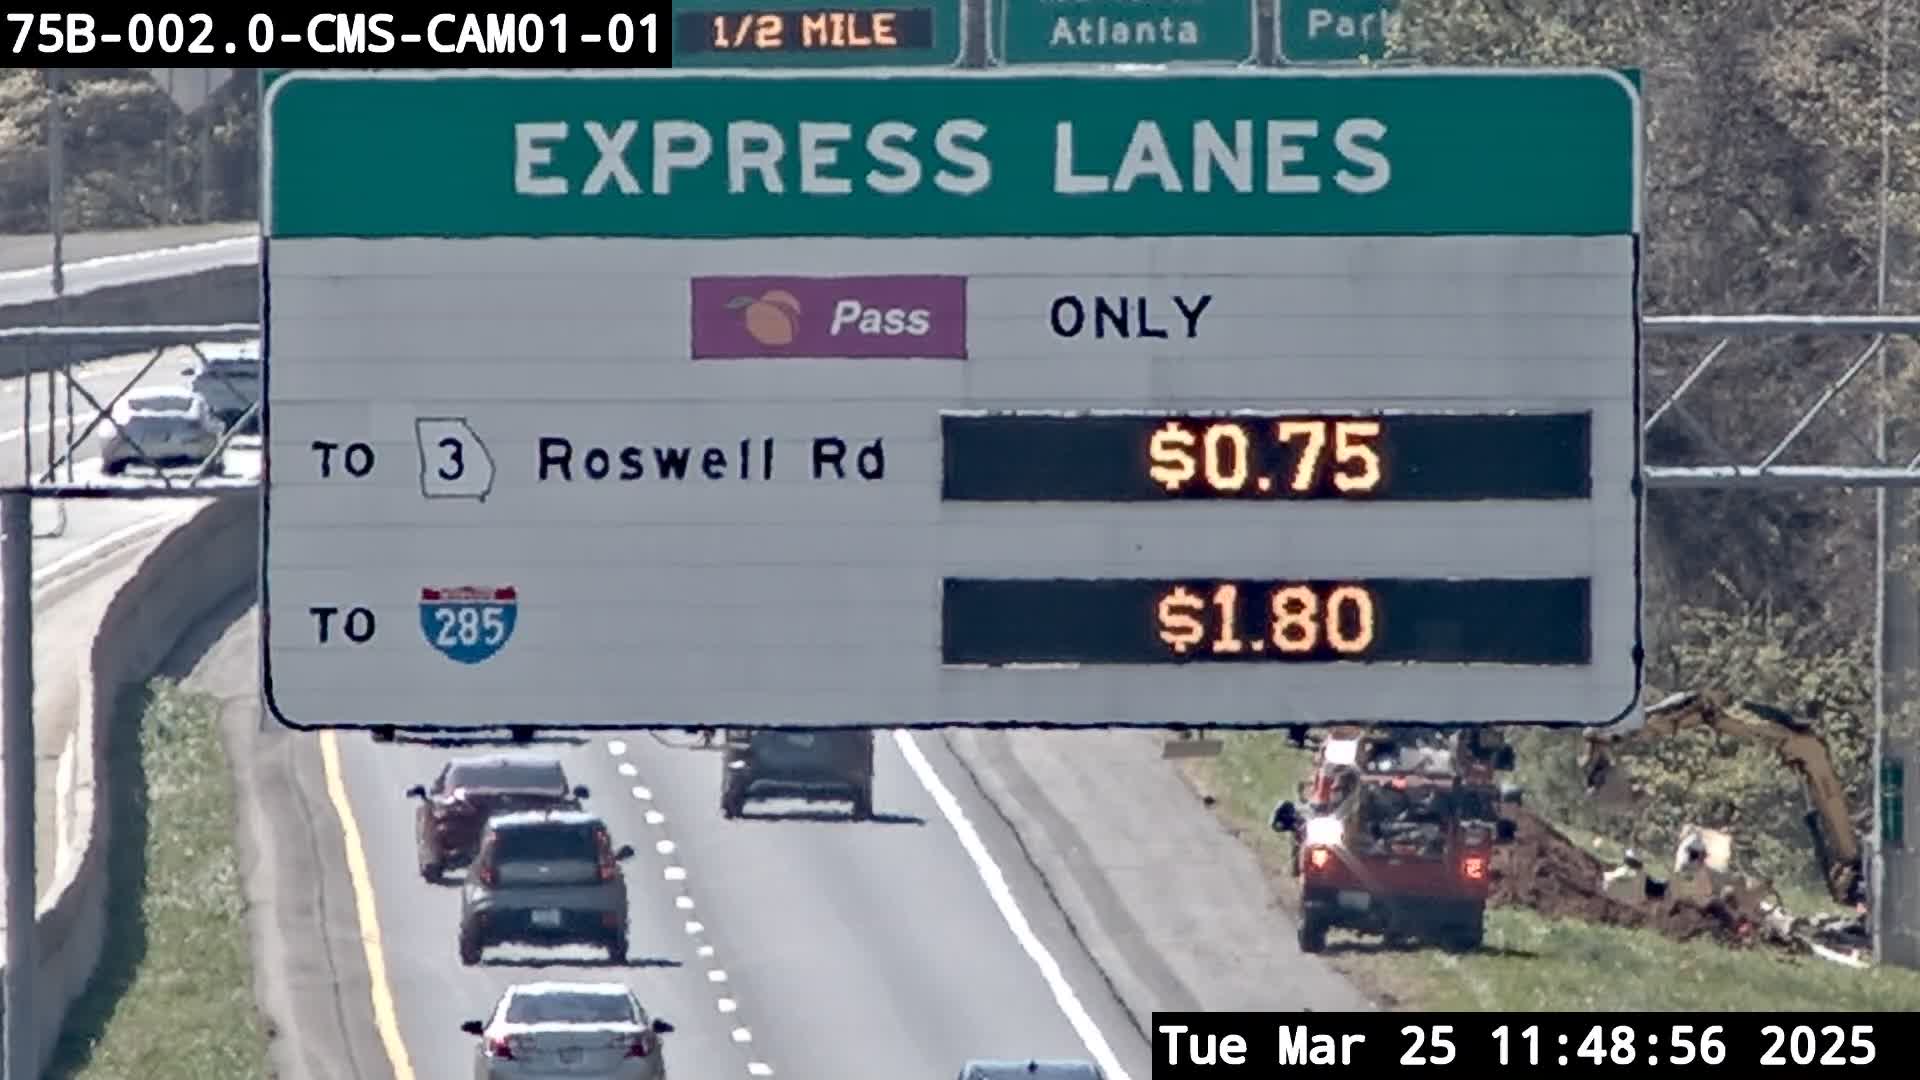 75B-002.0-CMS-CAM01-01
1/2 MILE
Atlanta
Park
EXPRESS LANES
Pass ONLY
TO 3 Roswell Rd $0.75
TO 285 $1.80
Tue Mar 25 11:48:56 2025